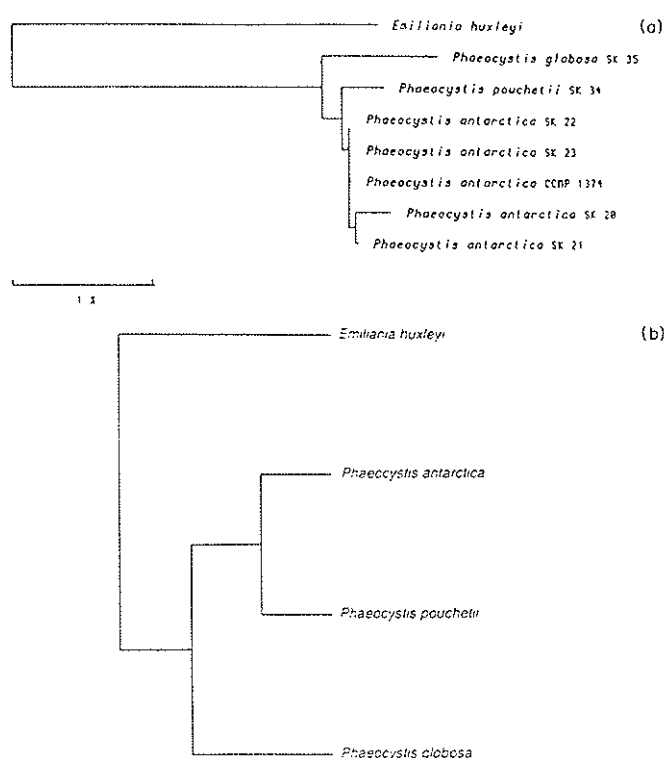 Emiliania huxleyi (a)
Phaeocystis globosa SK 35
Phaeocystis pouchetii SK 34
Phaeocystis antarctica SK 22
Phaeocystis antarctica SK 23
Phaeocystis antarctica CCMP 1374
Phaeocystis antarctica SK 20
Phaeocystis antarctica SK 21
1 %
Emiliania huxleyi (b)
Phaeocystis antarctica
Phaeocystis pouchetii
Phaeocystis globosa